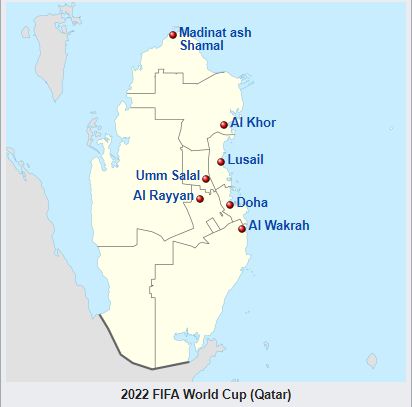 Madinat ash
Shamal
Al Khor
Lusail
Umm Salal
Al Rayyan
Doha
Al Wakrah
2022 FIFA World Cup (Qatar)